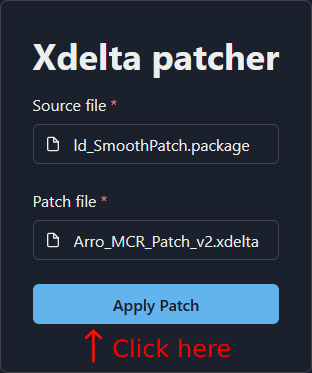 Xdelta patcher
Source file *
ld_SmoothPatch.package
Patch file *
Arro_MCR_Patch_v2.xdelta
Apply Patch
↑ Click here